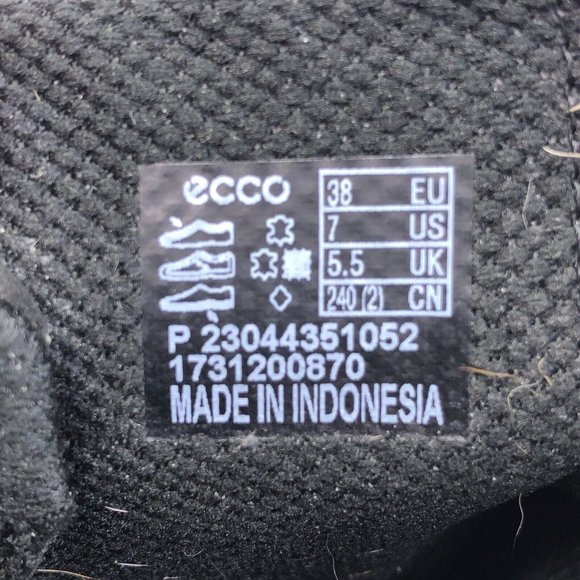 ecco
38 EU
7 US
5.5 UK
240 (2) CN
P 23044351052
1731200870
MADE IN INDONESIA